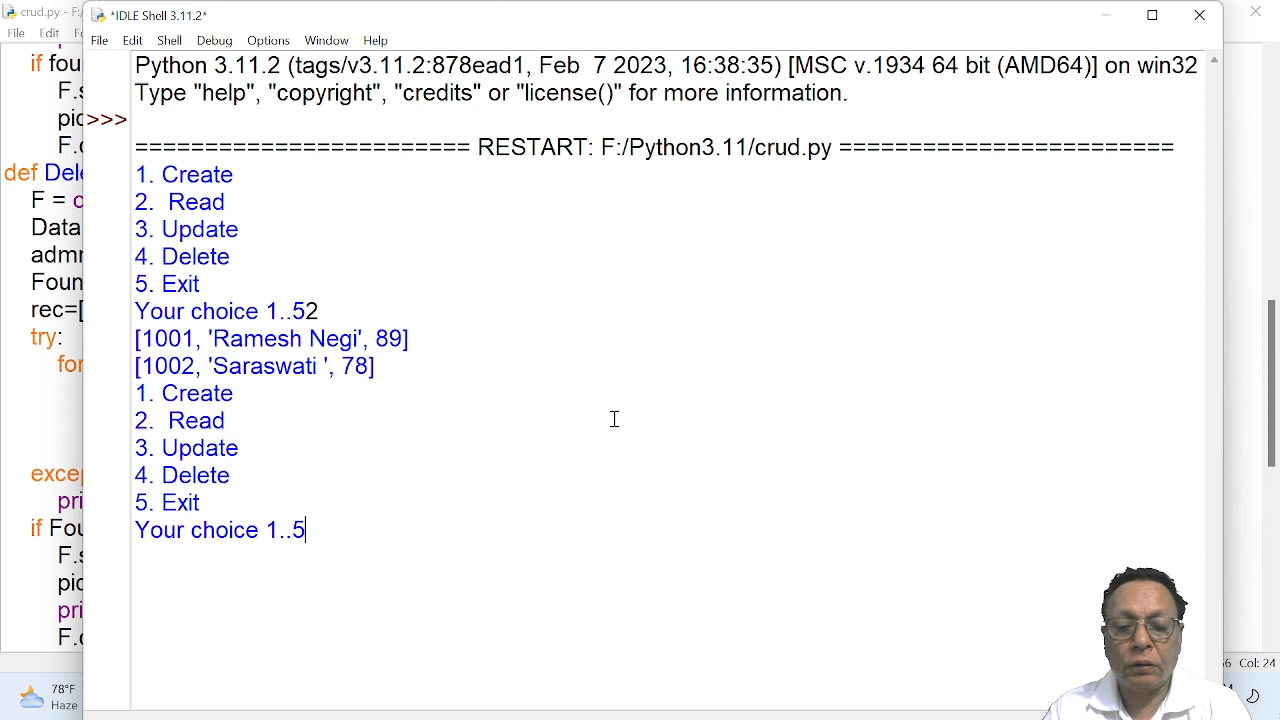 crud.py - F:/
*IDLE Shell 3.11.2*
File Edit
File Edit Shell Debug Options Window Help
Python 3.11.2 (tags/v3.11.2:878ead1, Feb 7 2023, 16:38:35) [MSC v.1934 64 bit (AMD64)] on win32
Type "help", "copyright", "credits" or "license()" for more information.
>>>
======================== RESTART: F:/Python3.11/crud.py ========================
1. Create
2.  Read
3. Update
4. Delete
5. Exit
Your choice 1..52
[1001, 'Ramesh Negi', 89]
[1002, 'Saraswati ', 78]
1. Create
2.  Read
3. Update
4. Delete
5. Exit
Your choice 1..5
if fou
F.s
pic
F.c
def Dele
F = o
Data
admr
Foun
rec=[
try:
for
excep
pri
if Fou
F.s
pic
pri
F.c
Col: 24
78°F
Haze